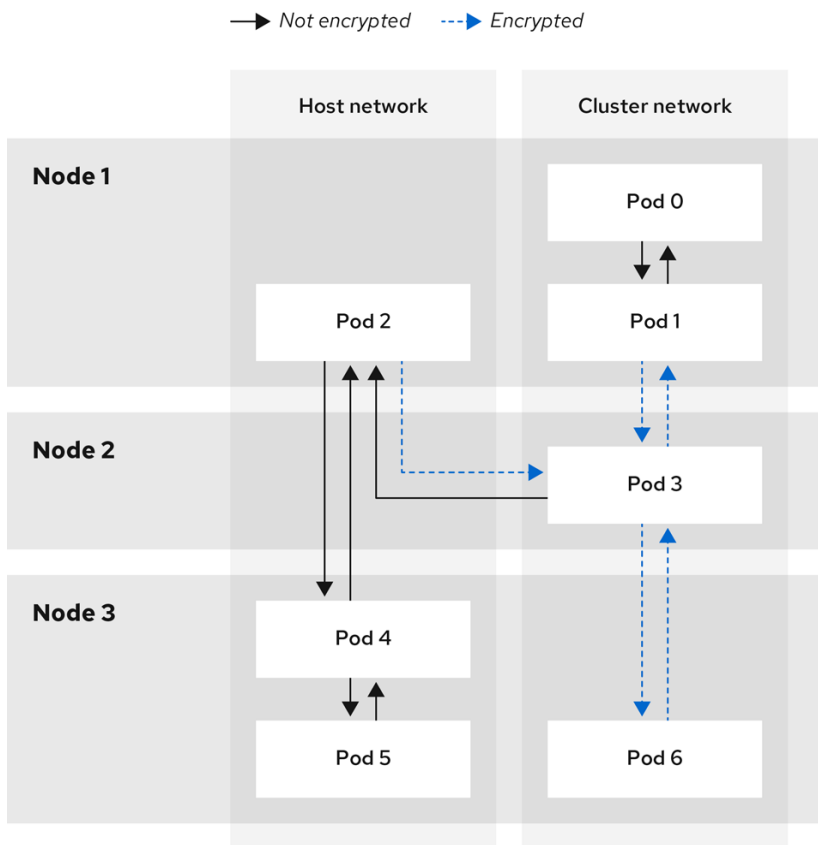 Not encrypted
Encrypted
Host network
Cluster network
Node 1
Pod 0
Pod 2
Pod 1
Node 2
Pod 3
Node 3
Pod 4
Pod 5
Pod 6